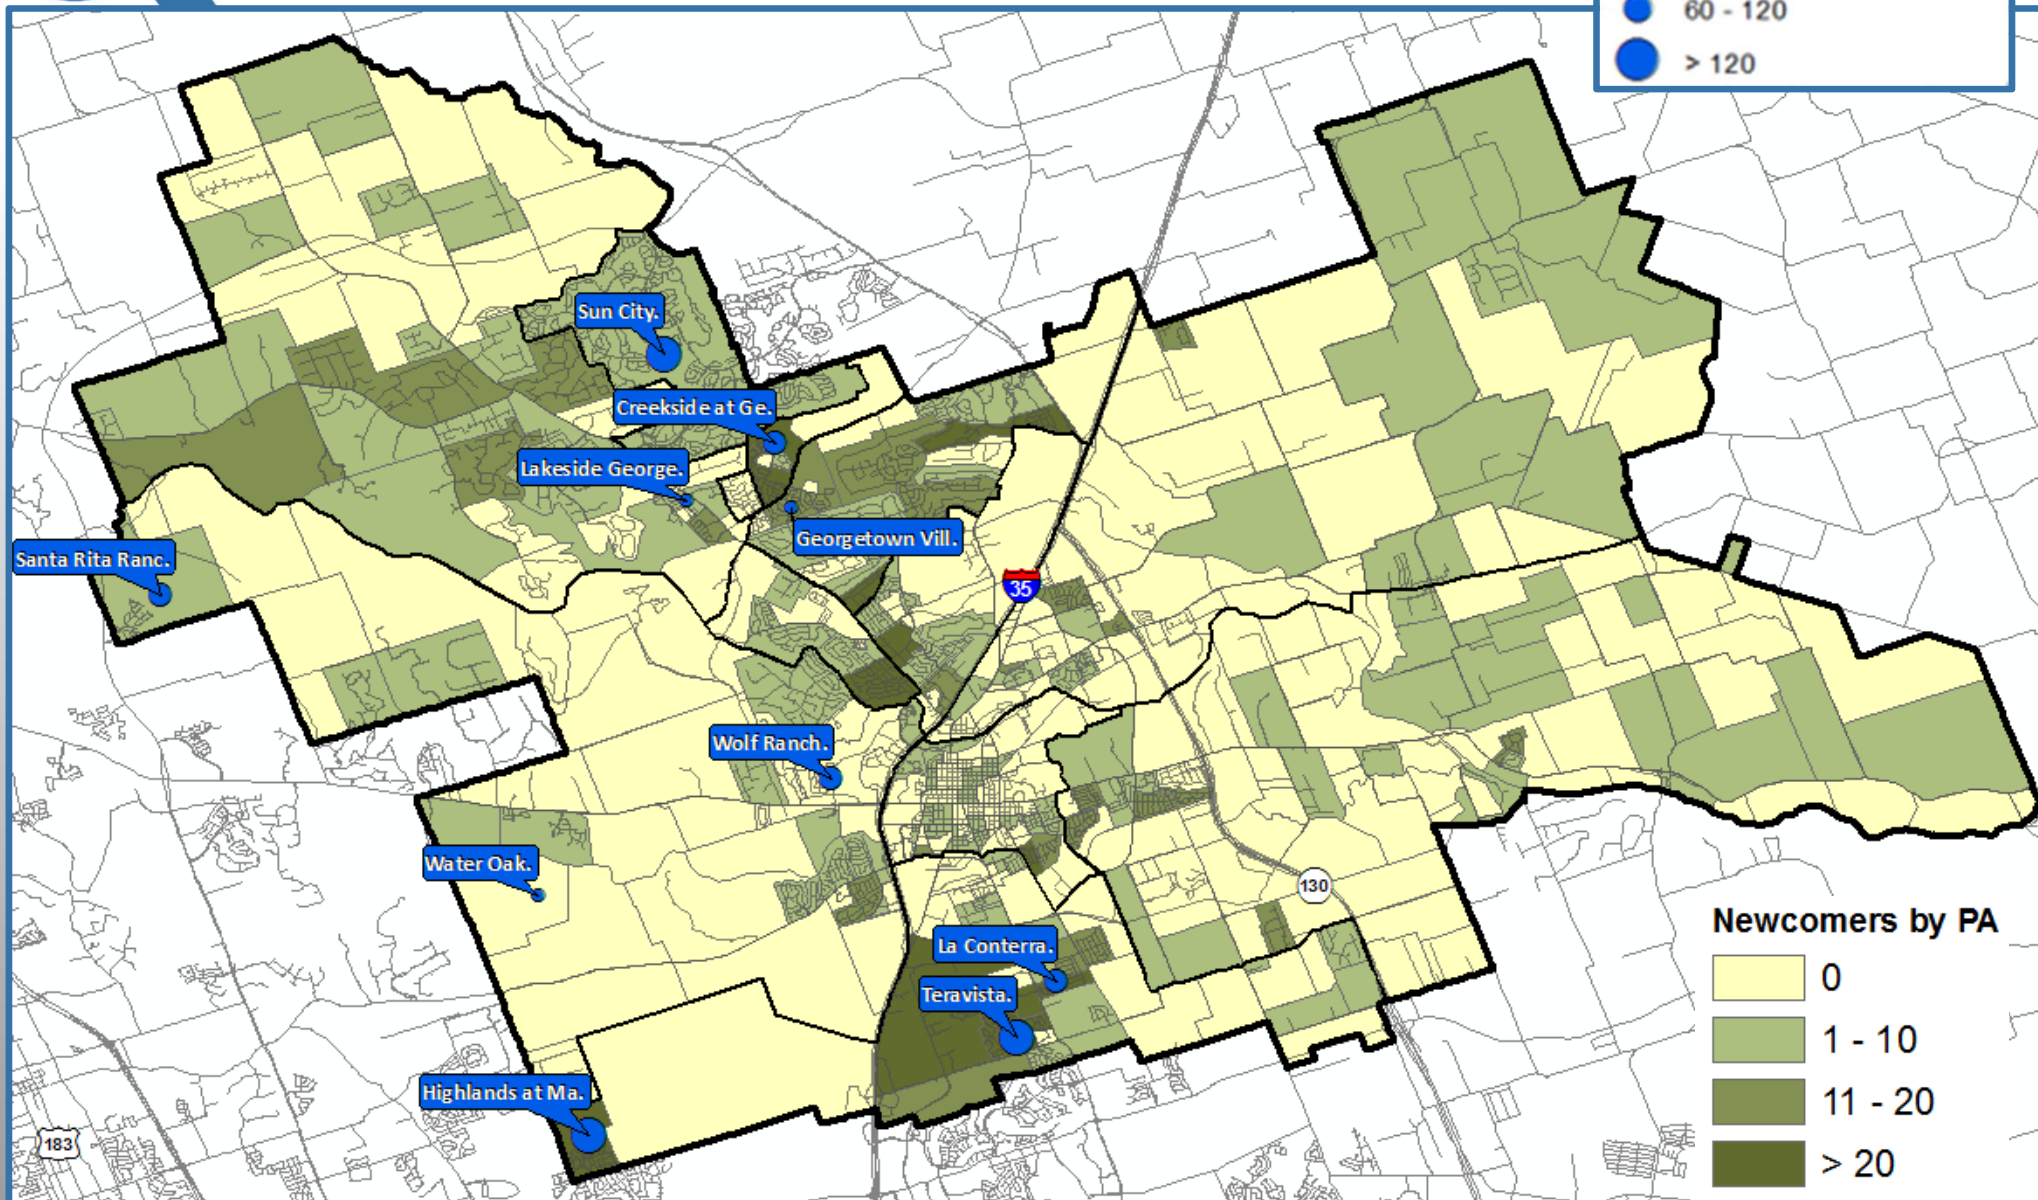 60 - 120
> 120
Sun City.
Creekside at Ge.
Lakeside George.
Georgetown Vill.
Santa Rita Ranc.
35
Wolf Ranch.
Water Oak.
130
La Conterra.
Teravista.
Highlands at Ma.
183
Newcomers by PA
0
1 - 10
11 - 20
> 20